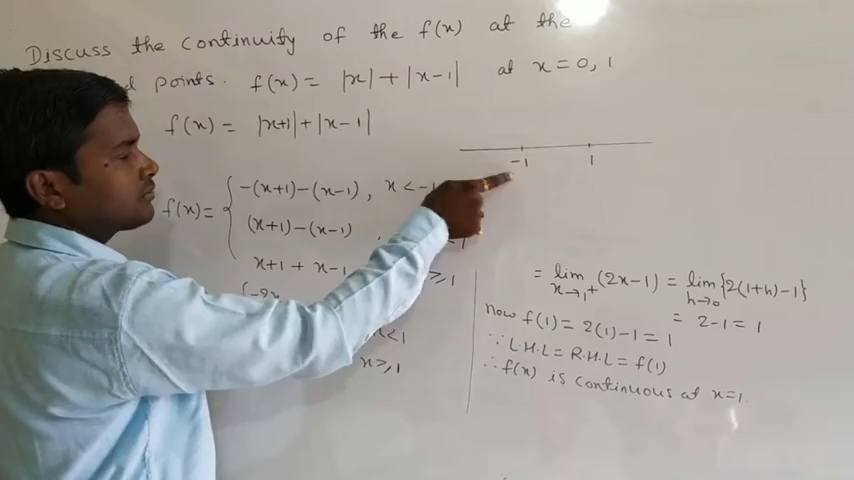 Discuss the continuity of the f(x) at the
points. f(x) = |x| + |x-1| at x=0, 1
f(x) = |x+1| + |x-1|
-1 1
f(x) = { -(x+1)-(x-1), x < -1
(x+1)-(x-1)
x+1 + x-1 ⩾ 1
-2x
x < 1
x ⩾ 1
= lim x→1⁺ (2x-1) = lim h→0 {2(1+h)-1}
= 2-1 = 1
Now f(1) = 2(1)-1 = 1
∵ L.H.L = R.H.L = f(1)
∴ f(x) is continuous at x=1.